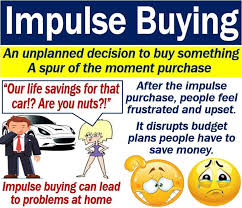 Impulse Buying
An unplanned decision to buy something
A spur of the moment purchase
"Our life savings for that
car!? Are you nuts?!"
Impulse buying can lead
to problems at home
After the impulse
purchase, people feel
frustrated and upset.
It disrupts budget
plans people have to
save money.